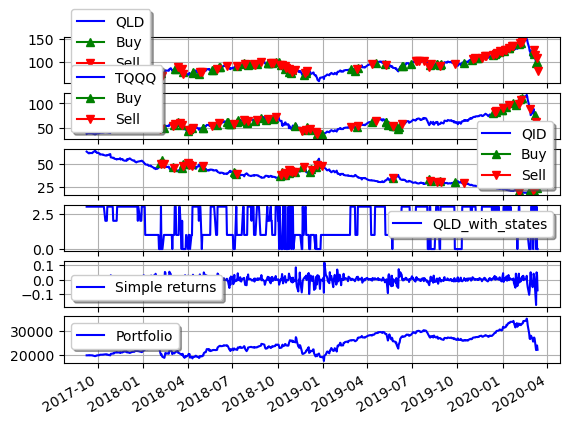 QLD
Buy
Sell
150
100
TQQQ
Buy
Sell
100
50
QID
Buy
Sell
50
25
QLD_with_states
2.5
0.0
Simple returns
0.1
0.0
−0.1
Portfolio
30000
20000
2017-10 2018-01 2018-04 2018-07 2018-10 2019-01 2019-04 2019-07 2019-10 2020-01 2020-04